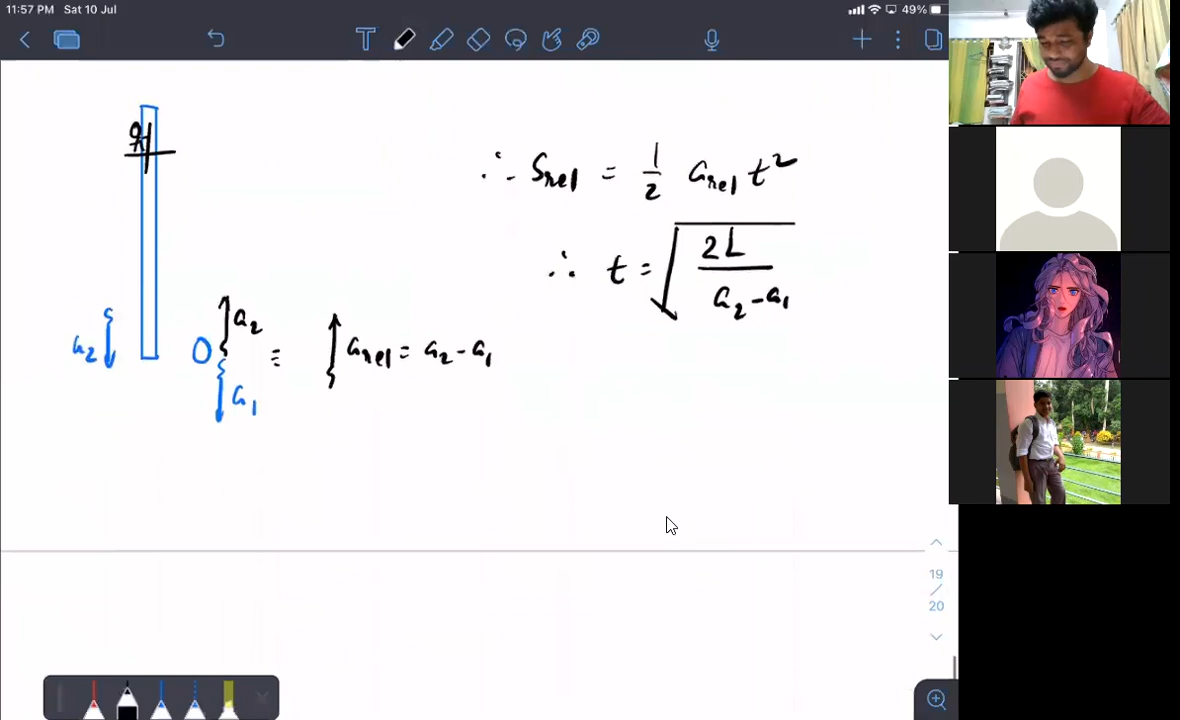 11:57 PM Sat 10 Jul
49%
∴ Srel = 1/2 arel t²
∴ t = √(2L / (a₂ - a₁))
a₂
a₂
a₁
≡
arel = a₂ - a₁
19
/
20